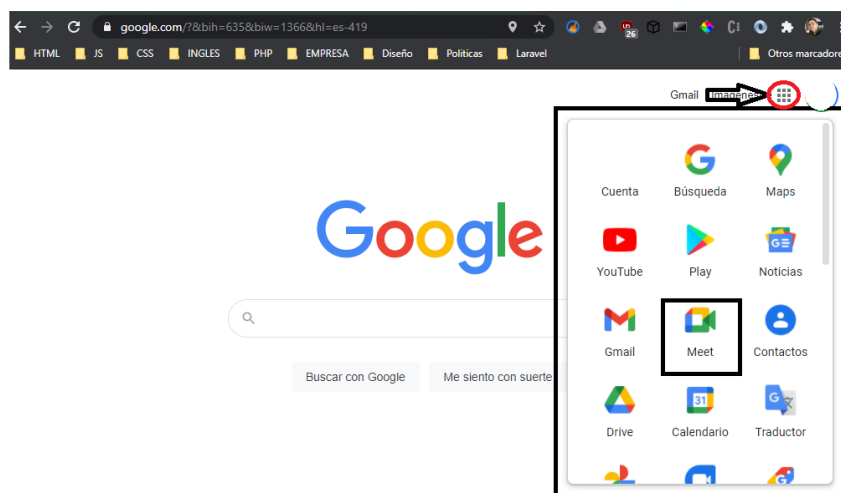 google.com/?&bih=635&biw=1366&hl=es-419
26
HTML JS CSS INGLES PHP EMPRESA Diseño Politicas Laravel Otros marcadore
Gmail Imágenes
Google
Buscar con Google Me siento con suerte
Cuenta Búsqueda Maps
YouTube Play Noticias
Gmail Meet Contactos
31
Drive Calendario Traductor